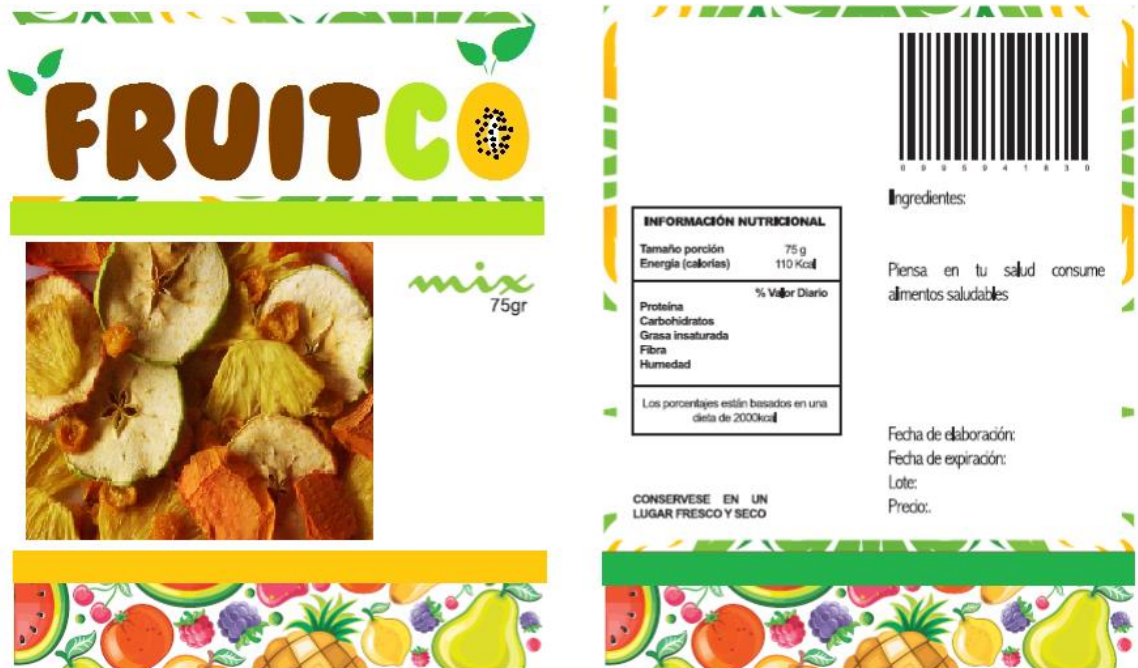 FRUITCO
mix
75gr
0 9 9 5 9 4 1 8 3 0
Ingredientes:
INFORMACIÓN NUTRICIONAL
Tamaño porción 75 g
Energía (calorías) 110 Kcal
% Valor Diario
Proteína
Carbohidratos
Grasa insaturada
Fibra
Humedad
Los porcentajes están basados en una
dieta de 2000kcal
Piensa en tu salud consume
alimentos saludables
Fecha de elaboración:
Fecha de expiración:
Lote:
Precio:.
CONSERVESE EN UN
LUGAR FRESCO Y SECO